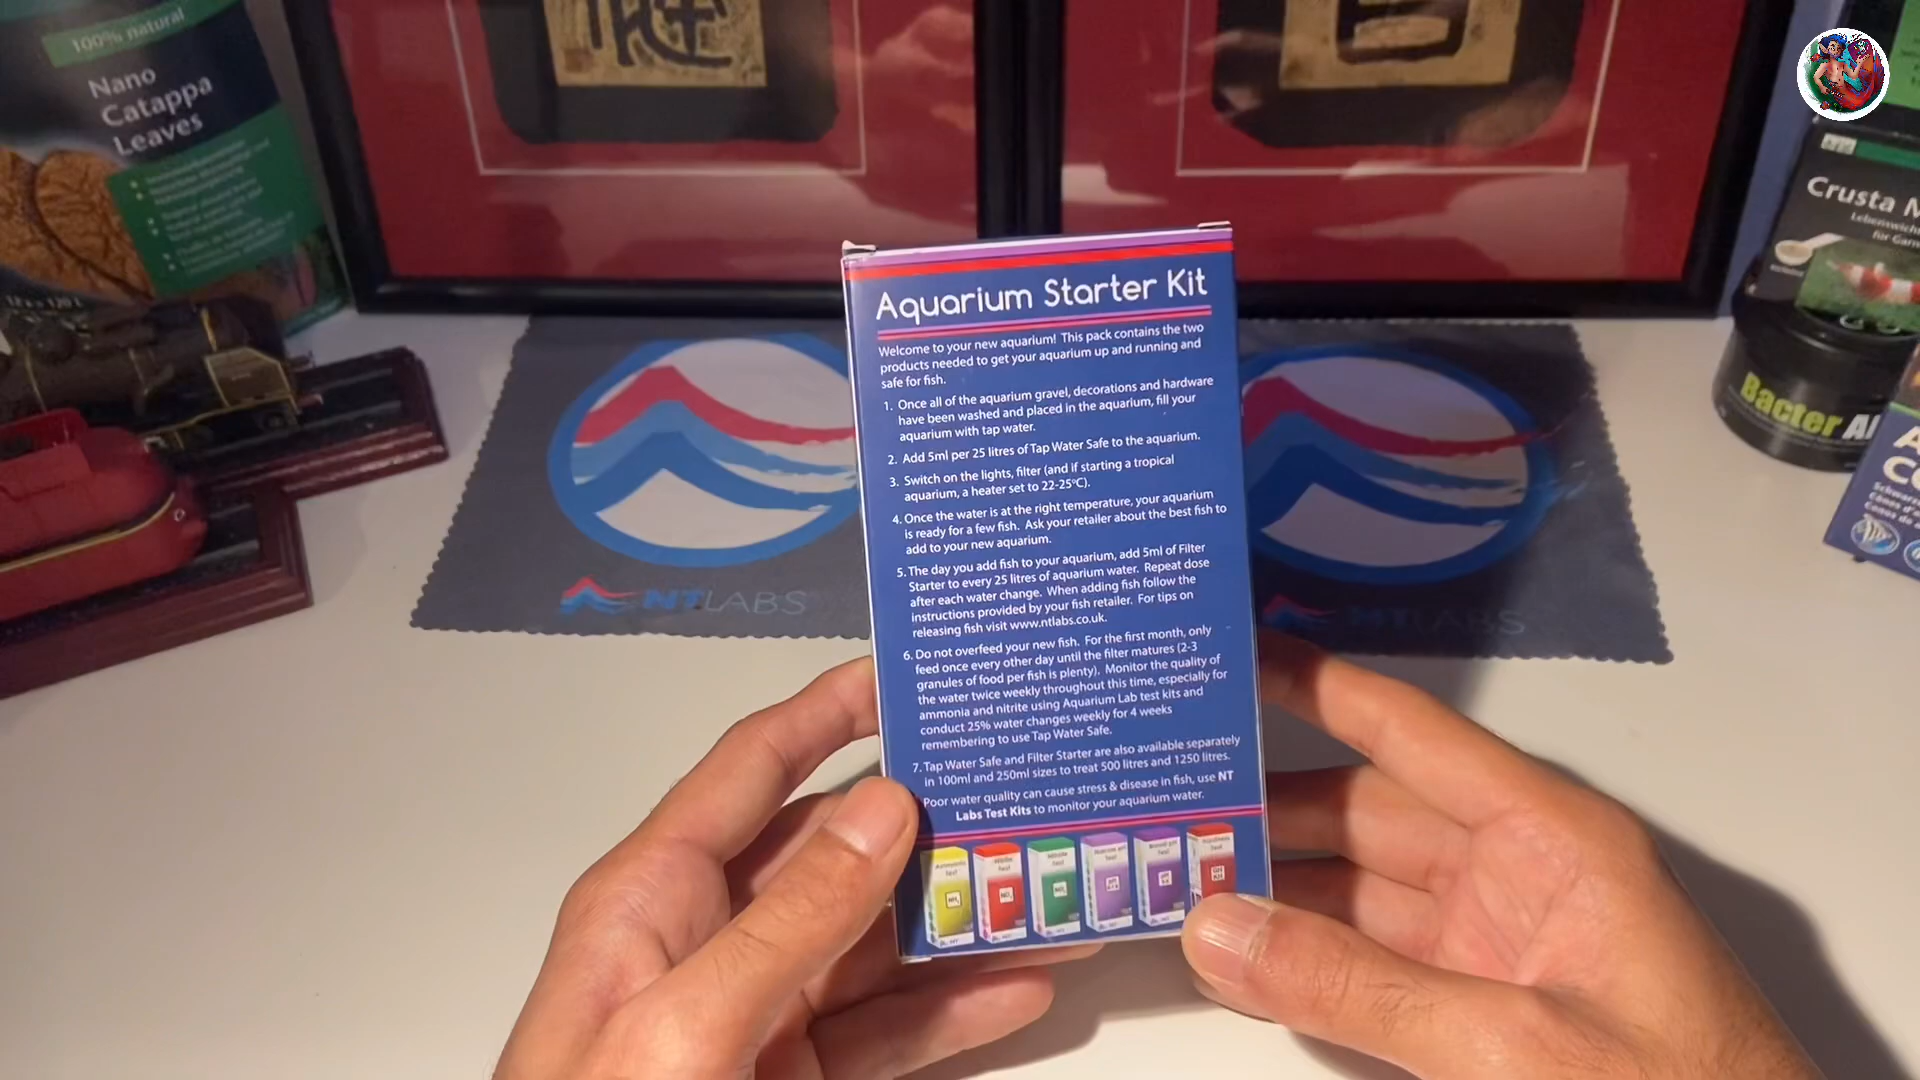 100% natural
Nano
Catappa
Leaves
Aquarium Starter Kit
Welcome to your new aquarium! This pack contains the two
products needed to get your aquarium up and running and
safe for fish.
1. Once all of the aquarium gravel, decorations and hardware
have been washed and placed in the aquarium, fill your
aquarium with tap water.
2. Add 5ml per 25 litres of Tap Water Safe to the aquarium.
3. Switch on the lights, filter (and if starting a tropical
aquarium, a heater set to 22-25°C).
4. Once the water is at the right temperature, your aquarium
is ready for a few fish. Ask your retailer about the best fish to
add to your new aquarium.
5. The day you add fish to your aquarium, add 5ml of Filter
Starter to every 25 litres of aquarium water. Repeat dose
after each water change. When adding fish follow the
instructions provided by your fish retailer. For tips on
releasing fish visit www.ntlabs.co.uk.
6. Do not overfeed your new fish. For the first month, only
feed once every other day until the filter matures (2-3
granules of food per fish is plenty). Monitor the quality of
the water twice weekly throughout this time, especially for
ammonia and nitrite using Aquarium Lab test kits and
conduct 25% water changes weekly for 4 weeks
remembering to use Tap Water Safe.
7. Tap Water Safe and Filter Starter are also available separately
in 100ml and 250ml sizes to treat 500 litres and 1250 litres.
Poor water quality can cause stress & disease in fish, use NT
Labs Test Kits to monitor your aquarium water.
NTLABS
NTLABS
Crusta M
Lebenswich
für Garn
Bacter A